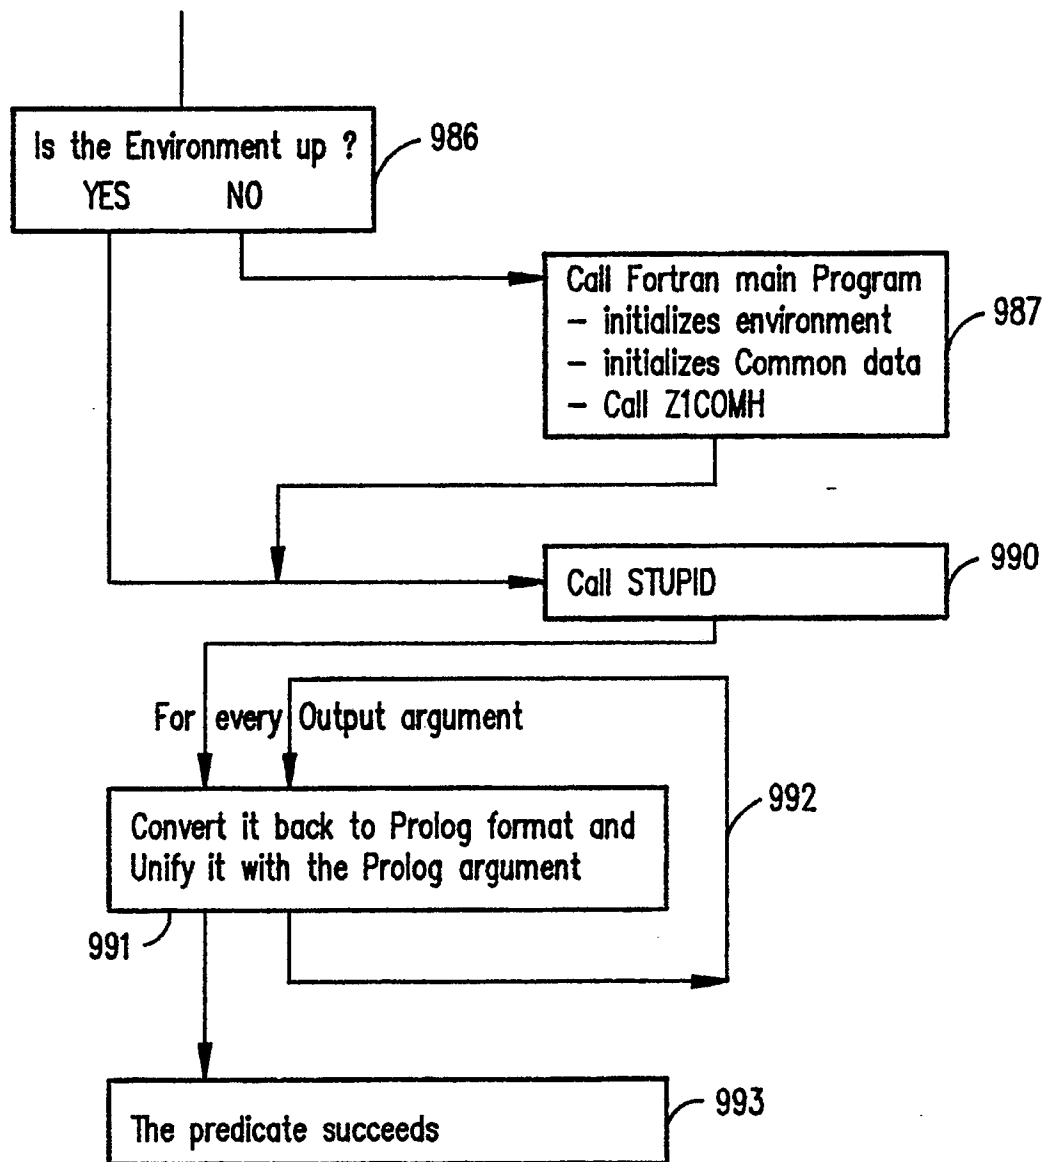 Is the Environment up ?
YES NO
986
Call Fortran main Program
– initializes environment
– initializes Common data
– Call Z1COMH
987
Call STUPID
990
For every Output argument
Convert it back to Prolog format and
Unify it with the Prolog argument
992
991
The predicate succeeds
993